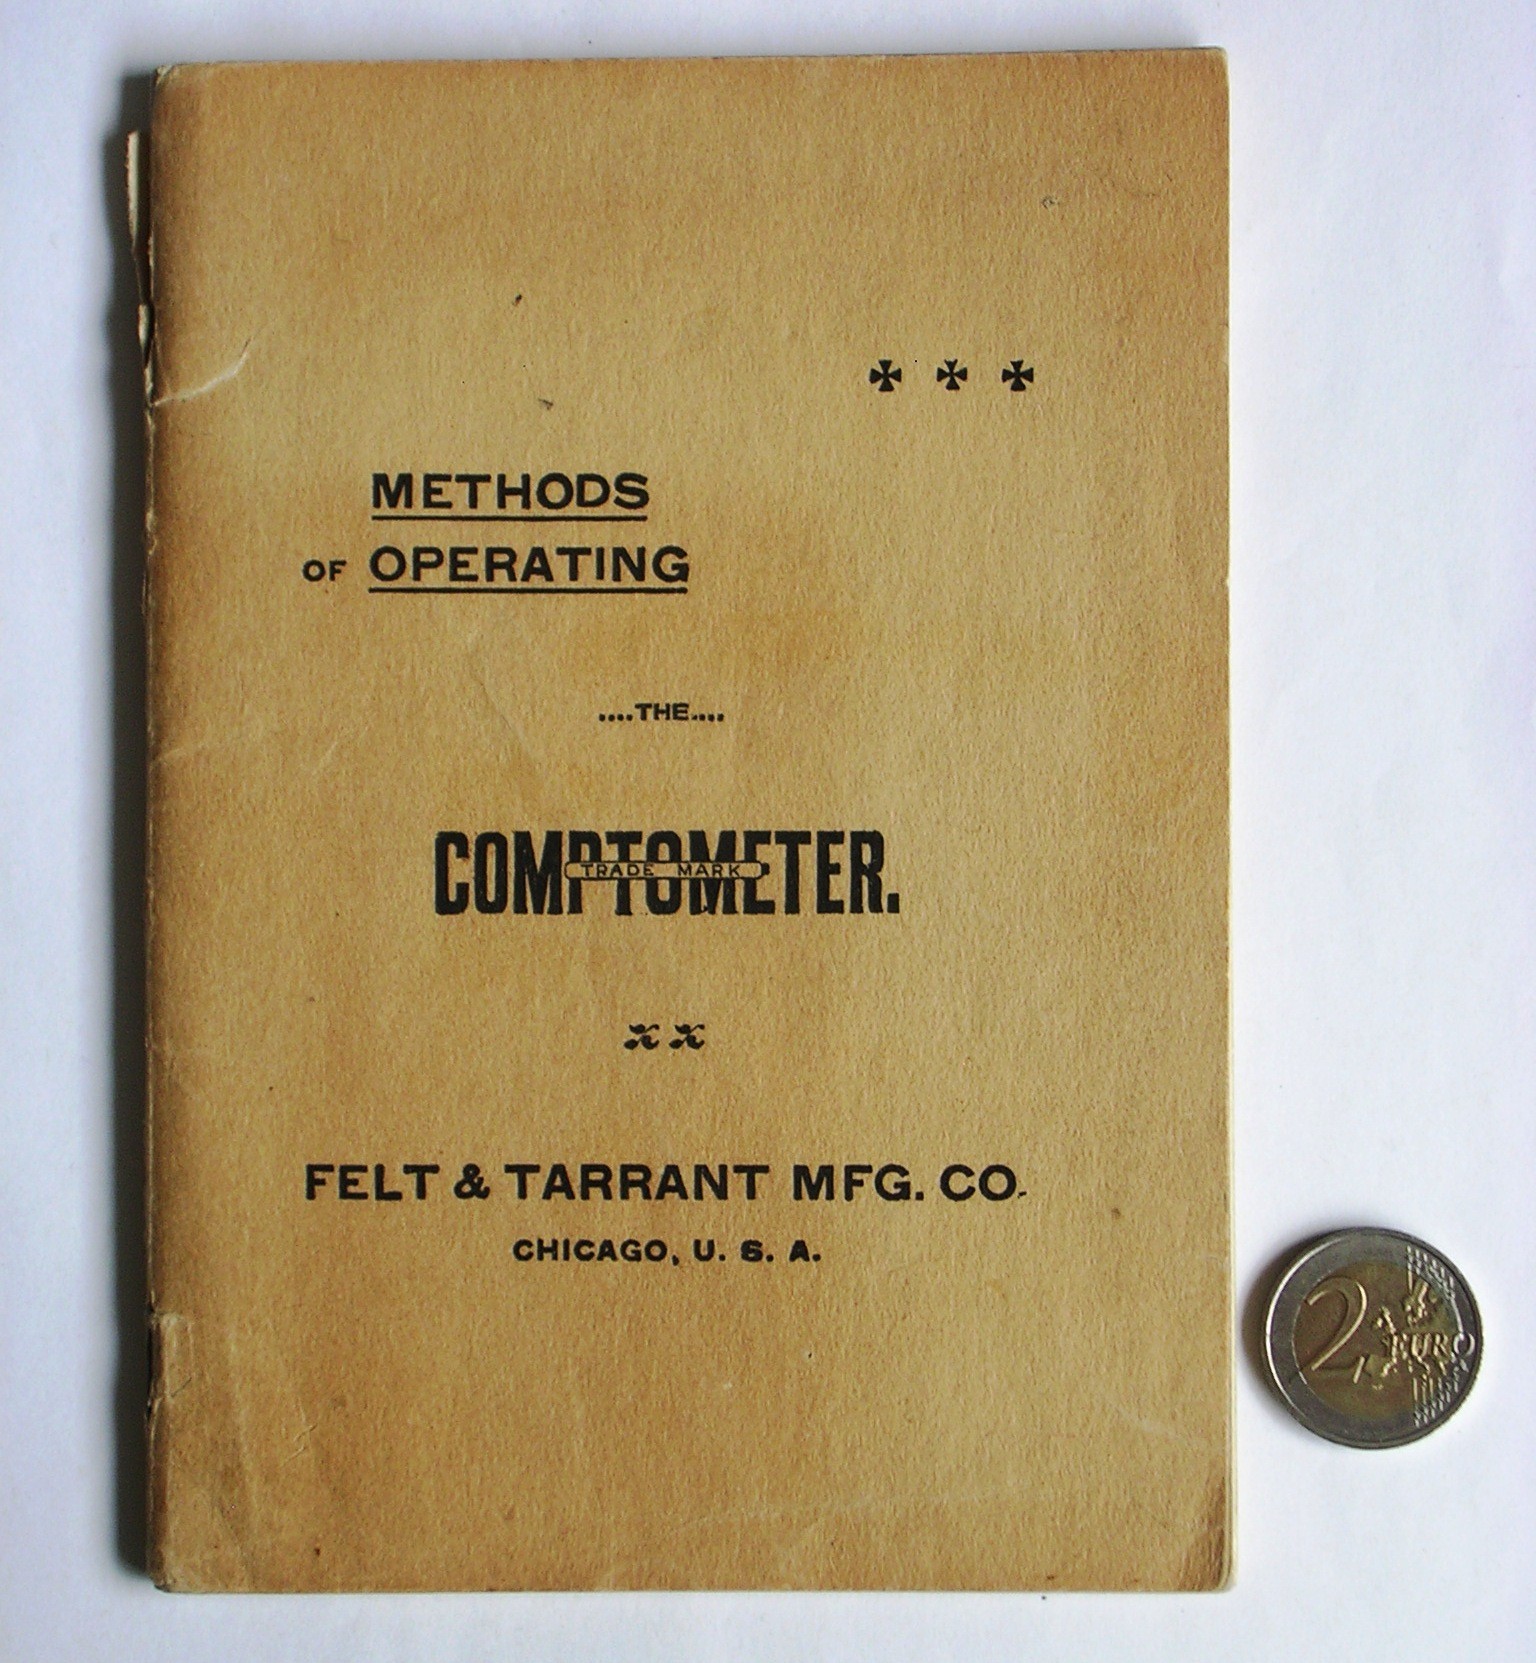 METHODS
OF OPERATING
....THE....
COMPTOMETER.
TRADE MARK
FELT & TARRANT MFG. CO.
CHICAGO, U. S. A.
2 EURO